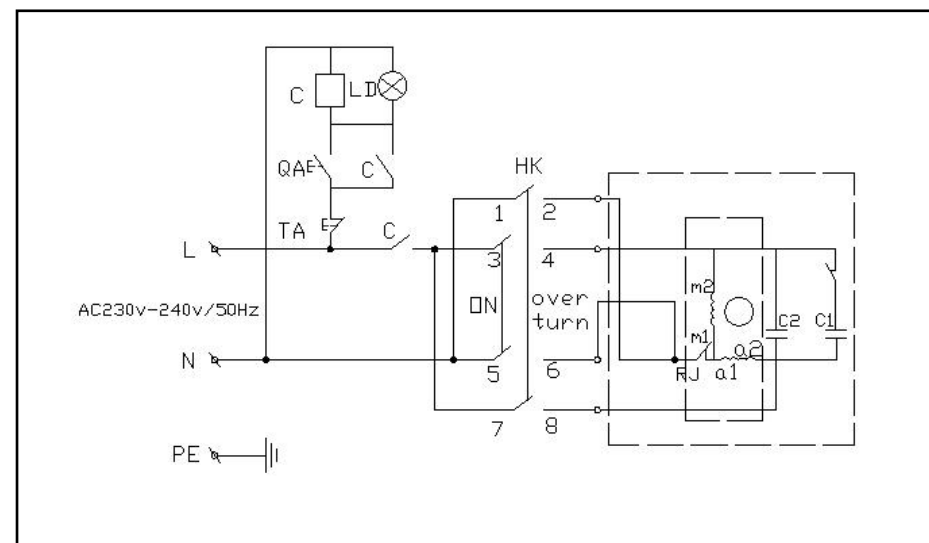 C
LD
QA
C
HK
1
2
TA
C
L
3
4
AC230v-240v/50Hz
ON
over
turn
m2
m1
C2
C1
N
5
6
RJ
a1
a2
7
8
PE